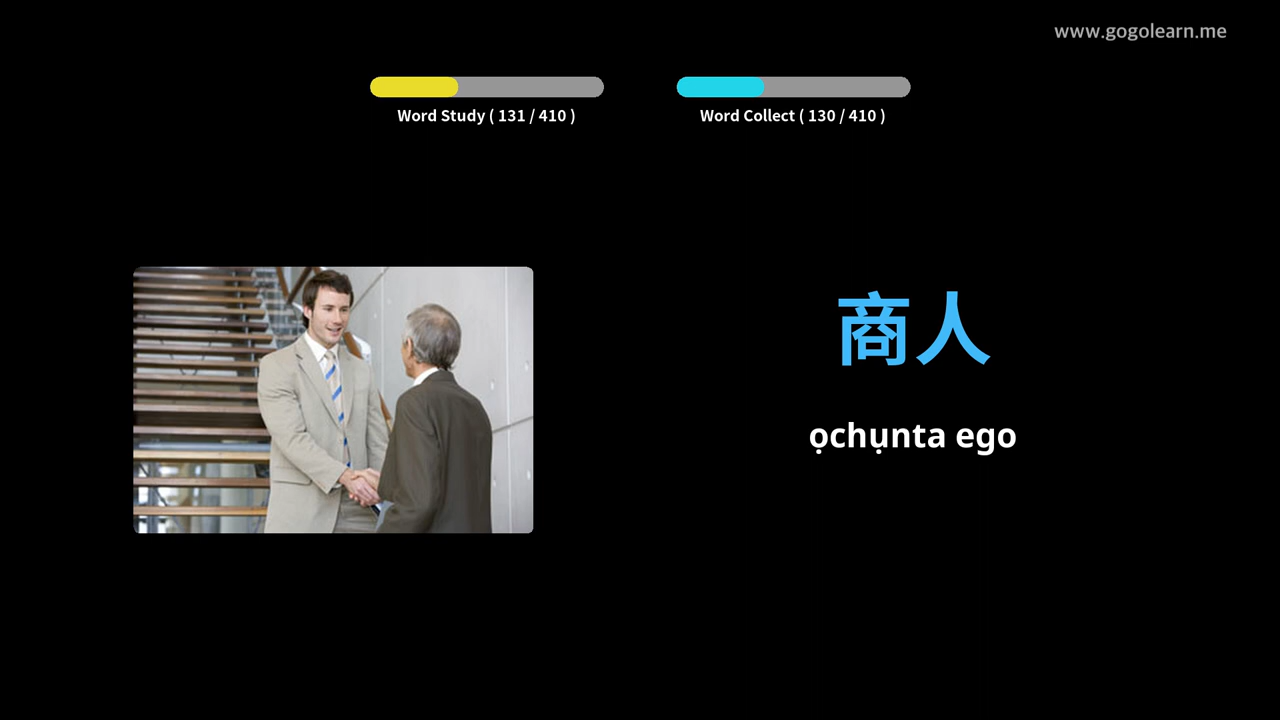 www.gogolearn.me
Word Study ( 131 / 410 )
Word Collect ( 130 / 410 )
商人
ọchụnta ego